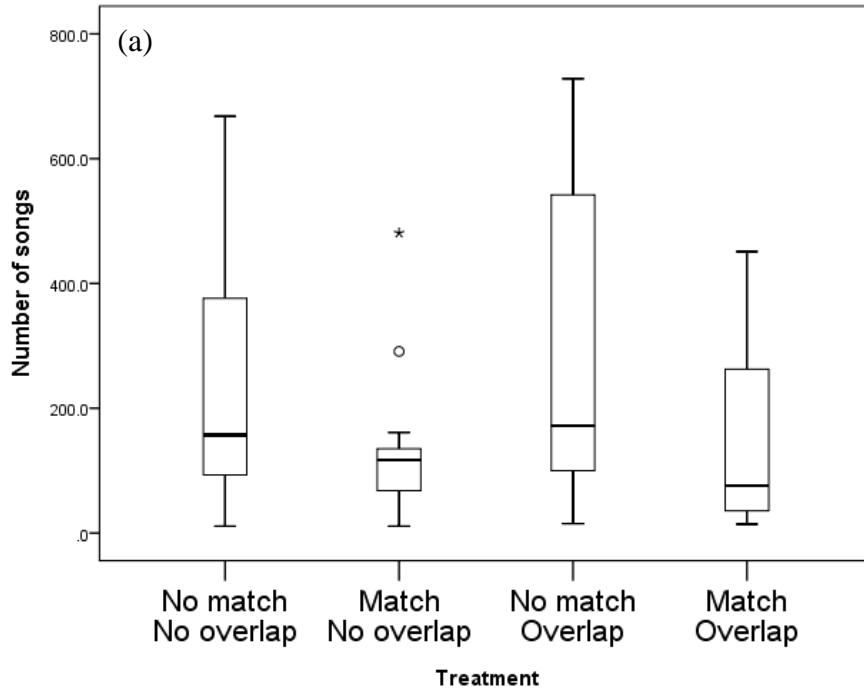 (a)
Number of songs
800.0
600.0
400.0
200.0
.0
No match
No overlap
Match
No overlap
No match
Overlap
Match
Overlap
Treatment